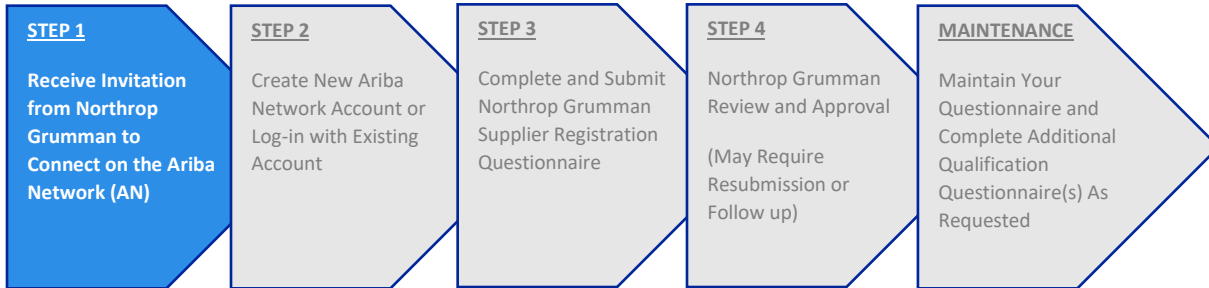 STEP 1
Receive Invitation
from Northrop
Grumman to
Connect on the Ariba
Network (AN)
STEP 2
Create New Ariba
Network Account or
Log-in with Existing
Account
STEP 3
Complete and Submit
Northrop Grumman
Supplier Registration
Questionnaire
STEP 4
Northrop Grumman
Review and Approval
(May Require
Resubmission or
Follow up)
MAINTENANCE
Maintain Your
Questionnaire and
Complete Additional
Qualification
Questionnaire(s) As
Requested